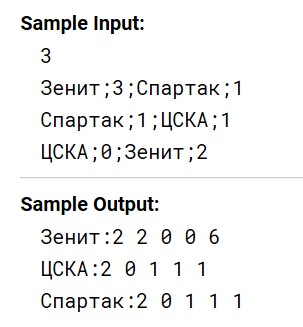 Sample Input:
3
Зенит;3;Спартак;1
Спартак;1;ЦСКА;1
ЦСКА;0;Зенит;2
Sample Output:
Зенит:2 2 0 0 6
ЦСКА:2 0 1 1 1
Спартак:2 0 1 1 1